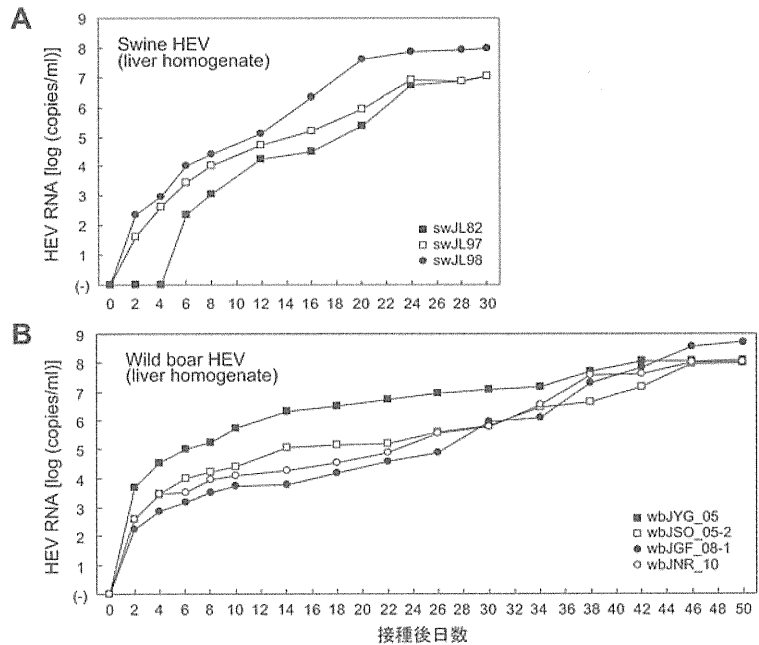 A
Swine HEV
(liver homogenate)
HEV RNA [log (copies/ml)]
9
8
7
6
5
4
3
2
1
(-)
swJL82
swJL97
swJL98
0 2 4 6 8 10 12 14 16 18 20 22 24 26 28 30
B
Wild boar HEV
(liver homogenate)
HEV RNA [log (copies/ml)]
9
8
7
6
5
4
3
2
1
(-)
wbJYG_05
wbJSO_05-2
wbJGF_08-1
wbJNR_10
0 2 4 6 8 10 12 14 16 18 20 22 24 26 28 30 32 34 36 38 40 42 44 46 48 50
接種後日数